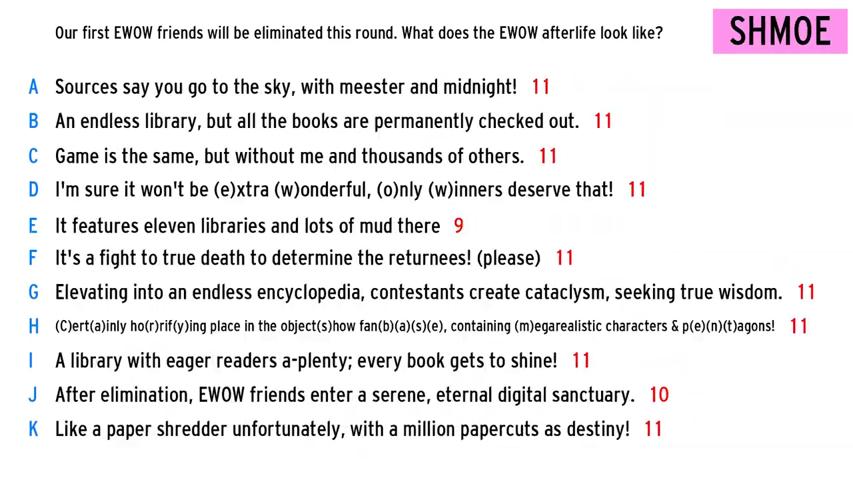 Our first EWOW friends will be eliminated this round. What does the EWOW afterlife look like?
SHMOE
A Sources say you go to the sky, with meester and midnight! 11
B An endless library, but all the books are permanently checked out. 11
C Game is the same, but without me and thousands of others. 11
D I'm sure it won't be (e)xtra (w)onderful, (o)nly (w)inners deserve that! 11
E It features eleven libraries and lots of mud there 9
F It's a fight to true death to determine the returnees! (please) 11
G Elevating into an endless encyclopedia, contestants create cataclysm, seeking true wisdom. 11
H (C)ert(a)inly ho(r)rif(y)ing place in the object(s)how fan(b)(a)(s)(e), containing (m)egarealistic characters & p(e)(n)(t)agons! 11
I A library with eager readers a-plenty; every book gets to shine! 11
J After elimination, EWOW friends enter a serene, eternal digital sanctuary. 10
K Like a paper shredder unfortunately, with a million papercuts as destiny! 11